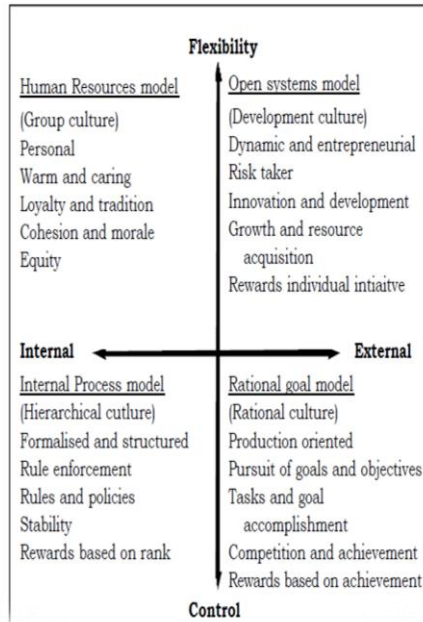 Flexibility
Human Resources model
(Group culture)
Personal
Warm and caring
Loyalty and tradition
Cohesion and morale
Equity
Open systems model
(Development culture)
Dynamic and entrepreneurial
Risk taker
Innovation and development
Growth and resource
acquisition
Rewards individual intiaitve
Internal
External
Internal Process model
(Hierarchical cutlure)
Formalised and structured
Rule enforcement
Rules and policies
Stability
Rewards based on rank
Rational goal model
(Rational culture)
Production oriented
Pursuit of goals and objectives
Tasks and goal
accomplishment
Competition and achievement
Rewards based on achievement
Control